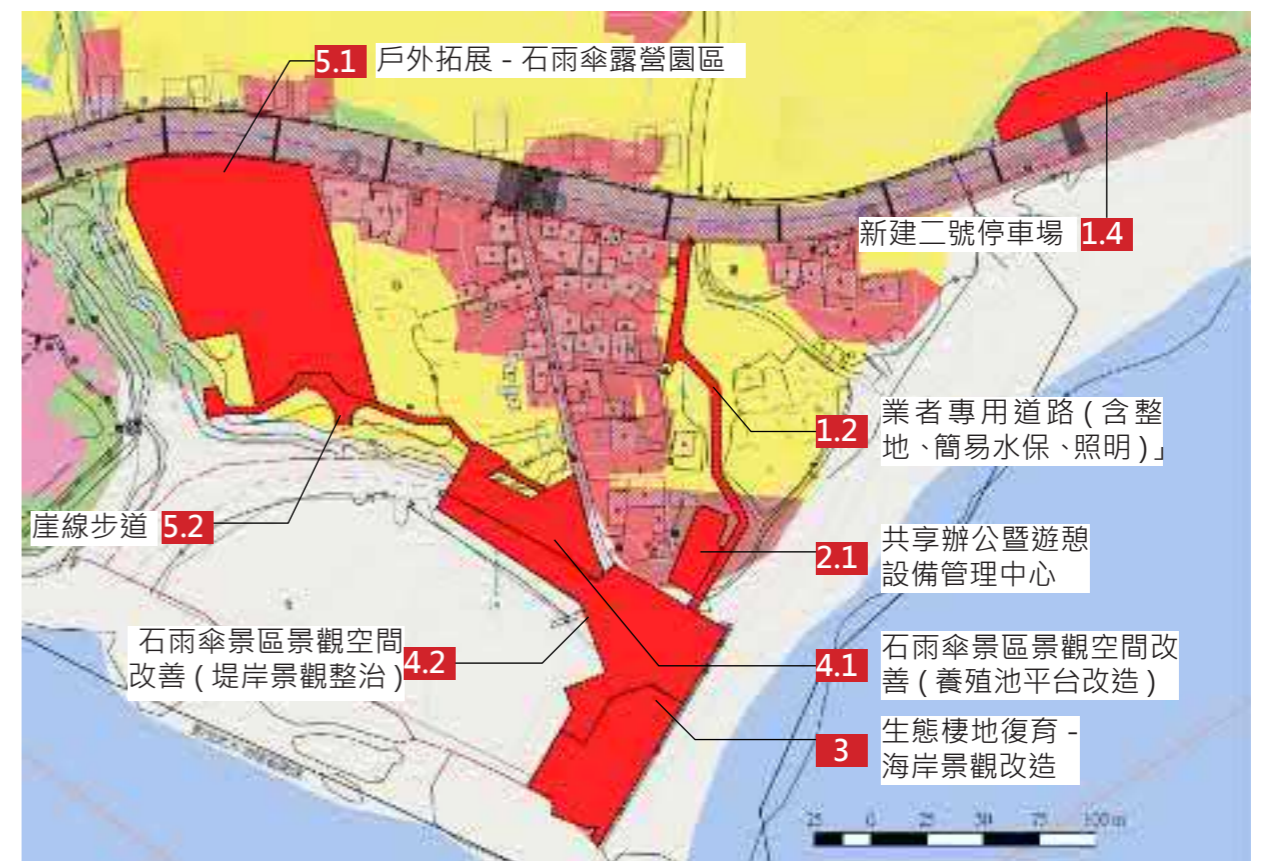 5.1 戶外拓展 - 石雨傘露營園區
新建二號停車場 1.4
1.2 業者專用道路 ( 含整
地、簡易水保、照明 )」
崖線步道 5.2
2.1 共享辦公暨遊憩
設備管理中心
石雨傘景區景觀空間
改善 ( 堤岸景觀整治 ) 4.2
4.1 石雨傘景區景觀空間改
善 ( 養殖池平台改造 )
3 生態棲地復育 -
海岸景觀改造
25 0 25 50 75 100 m